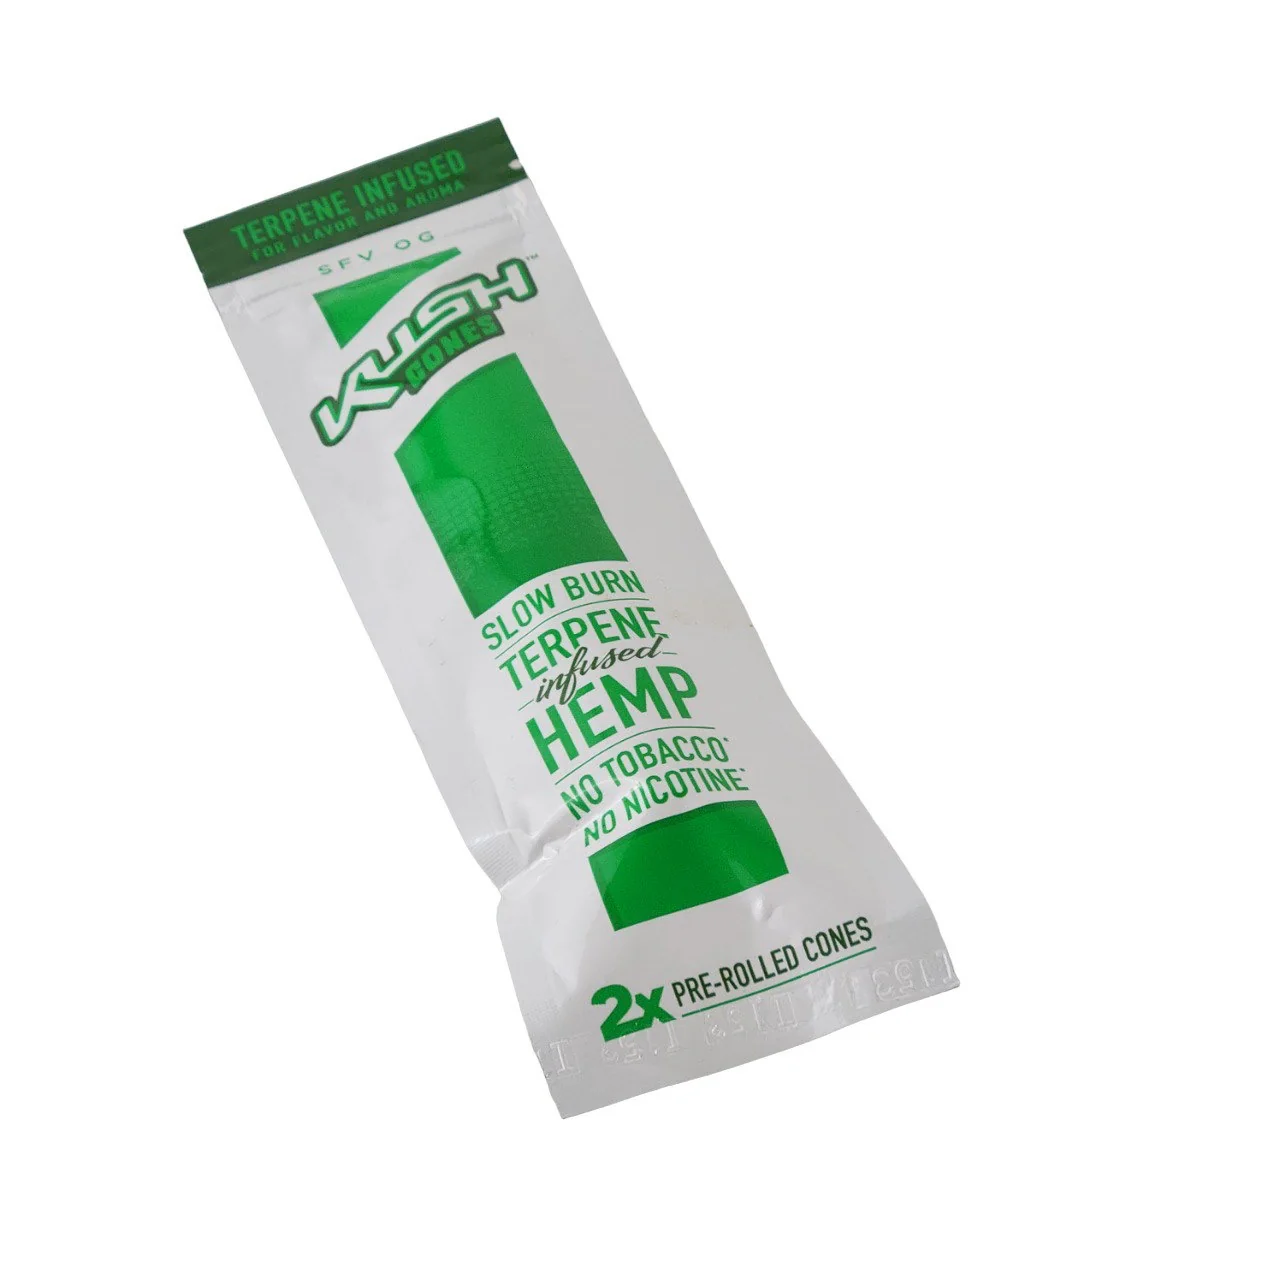 TERPENE INFUSED
FOR FLAVOR AND AROMA
SFV OG
KUSH™
CONES
SLOW BURN
TERPENE
infused
HEMP
NO TOBACCO*
NO NICOTINE*
2x PRE-ROLLED CONES